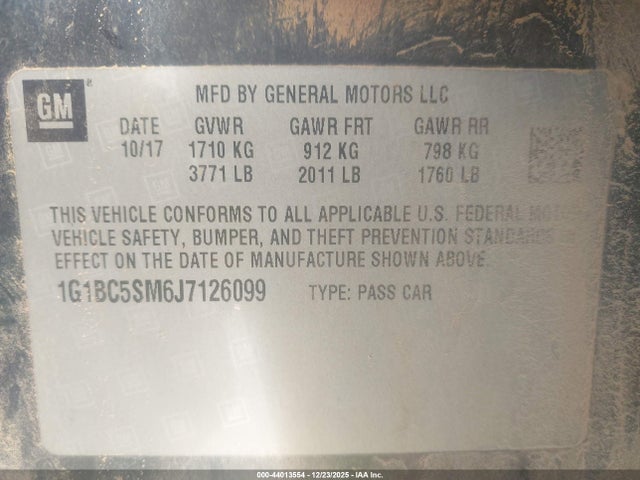 GM
MFD BY GENERAL MOTORS LLC
DATE GVWR GAWR FRT GAWR RR
10/17 1710 KG 912 KG 798 KG
3771 LB 2011 LB 1760 LB
THIS VEHICLE CONFORMS TO ALL APPLICABLE U.S. FEDERAL MOTOR
VEHICLE SAFETY, BUMPER, AND THEFT PREVENTION STANDARDS
EFFECT ON THE DATE OF MANUFACTURE SHOWN ABOVE.
1G1BC5SM6J7126099 TYPE: PASS CAR
000-44013554 | 12/23/2025 - IAA Inc.